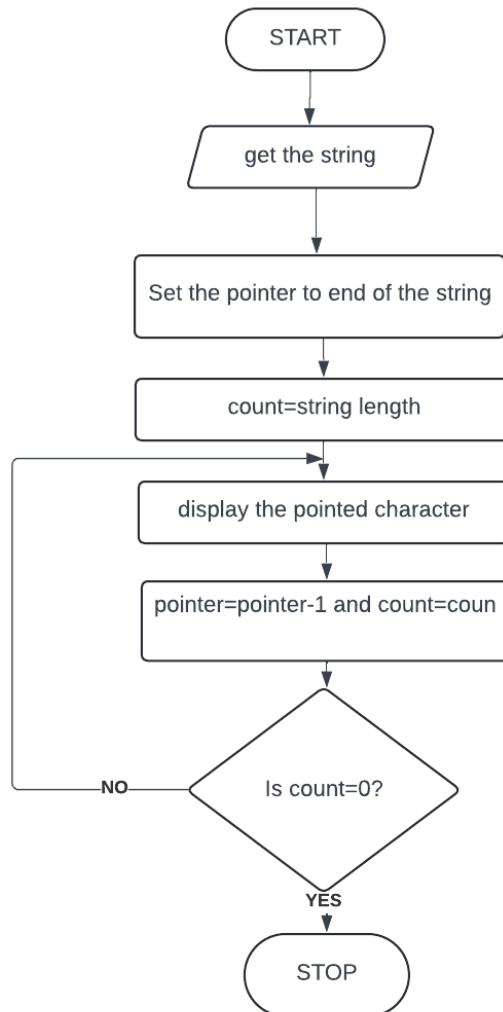 START
get the string
Set the pointer to end of the string
count=string length
display the pointed character
pointer=pointer-1 and count=coun
Is count=0?
NO
YES
STOP